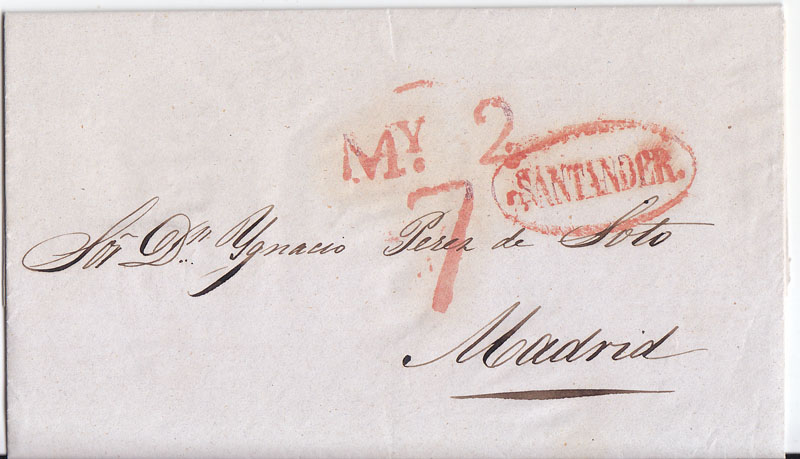 MY. 2
SANTANDER.
7
Sor. Dn. Ygnacio Perez de Soto
Madrid